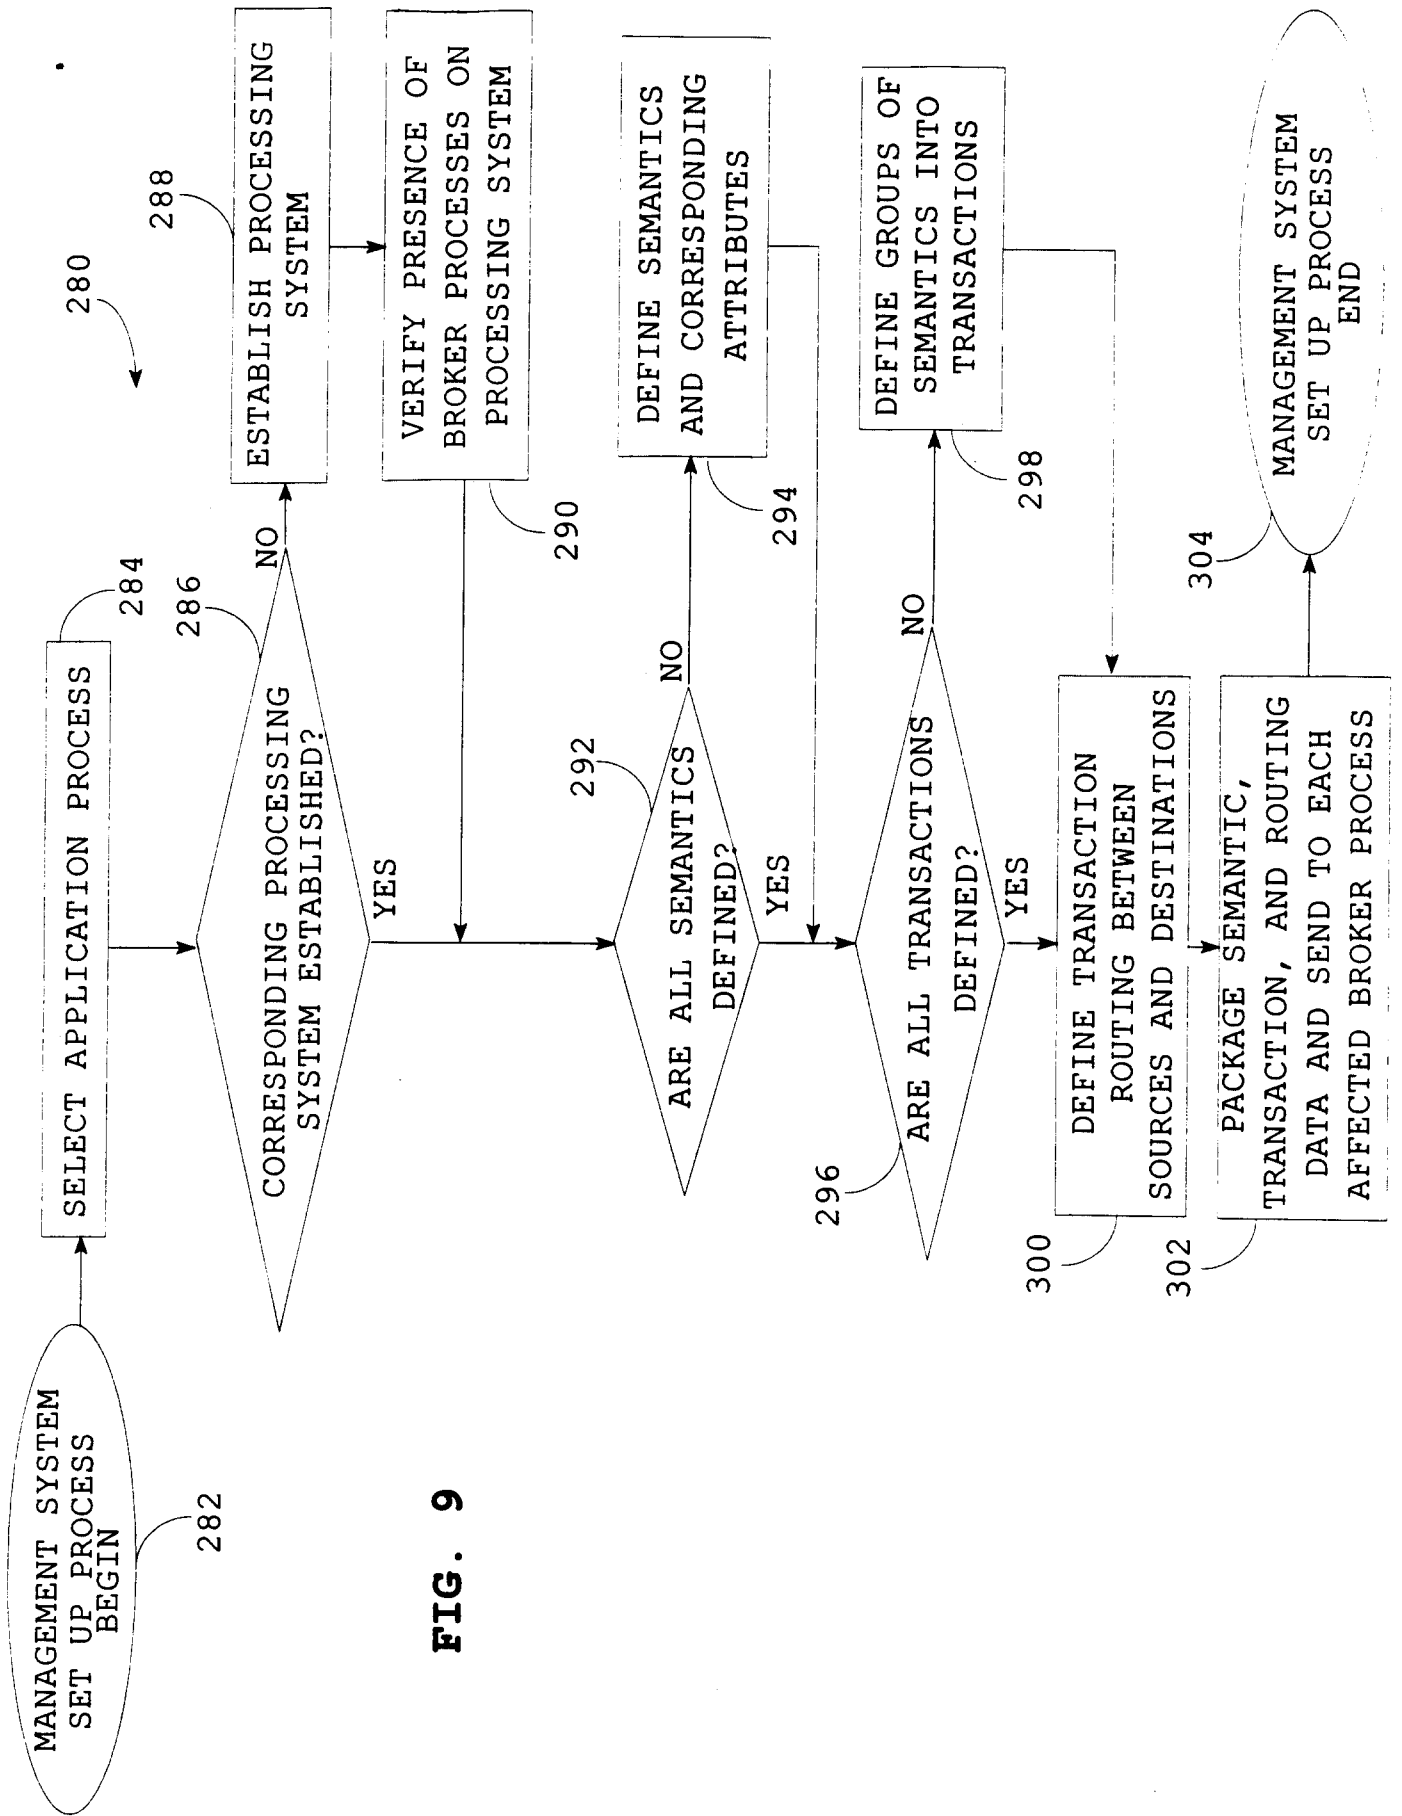 MANAGEMENT SYSTEM
SET UP PROCESS
BEGIN
282
SELECT APPLICATION PROCESS
284
280
CORRESPONDING PROCESSING
SYSTEM ESTABLISHED?
286
NO
YES
288
ESTABLISH PROCESSING
SYSTEM
VERIFY PRESENCE OF
BROKER PROCESSES ON
PROCESSING SYSTEM
290
ARE ALL SEMANTICS
DEFINED?
292
NO
YES
DEFINE SEMANTICS
AND CORRESPONDING
ATTRIBUTES
294
ARE ALL TRANSACTIONS
DEFINED?
296
NO
YES
DEFINE GROUPS OF
SEMANTICS INTO
TRANSACTIONS
298
DEFINE TRANSACTION
ROUTING BETWEEN
SOURCES AND DESTINATIONS
300
PACKAGE SEMANTIC,
TRANSACTION, AND ROUTING
DATA AND SEND TO EACH
AFFECTED BROKER PROCESS
302
MANAGEMENT SYSTEM
SET UP PROCESS
END
304
FIG. 9